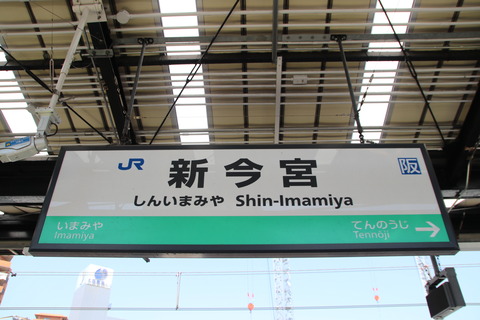 JR 新今宮 阪
しんいまみや Shin-Imamiya
いまみや てんのうじ →
Imamiya Tennōji